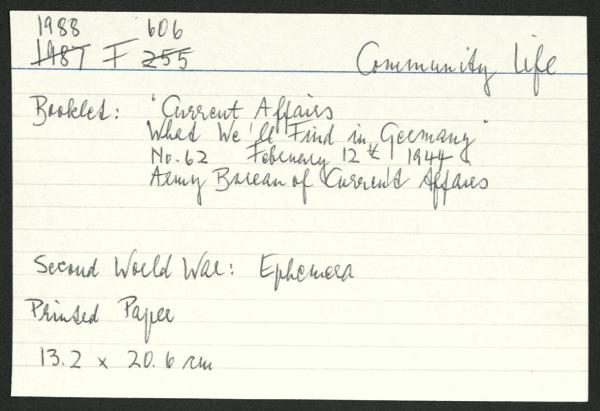 1988 606
1987 F 255
Community Life
Booklet: "Current Affairs
What We'll Find in Germany"
No. 62 February 12th 1944
Army Bureau of Current Affairs
Second World War: Ephemera
Printed Paper
13.2 x 20.6 cm